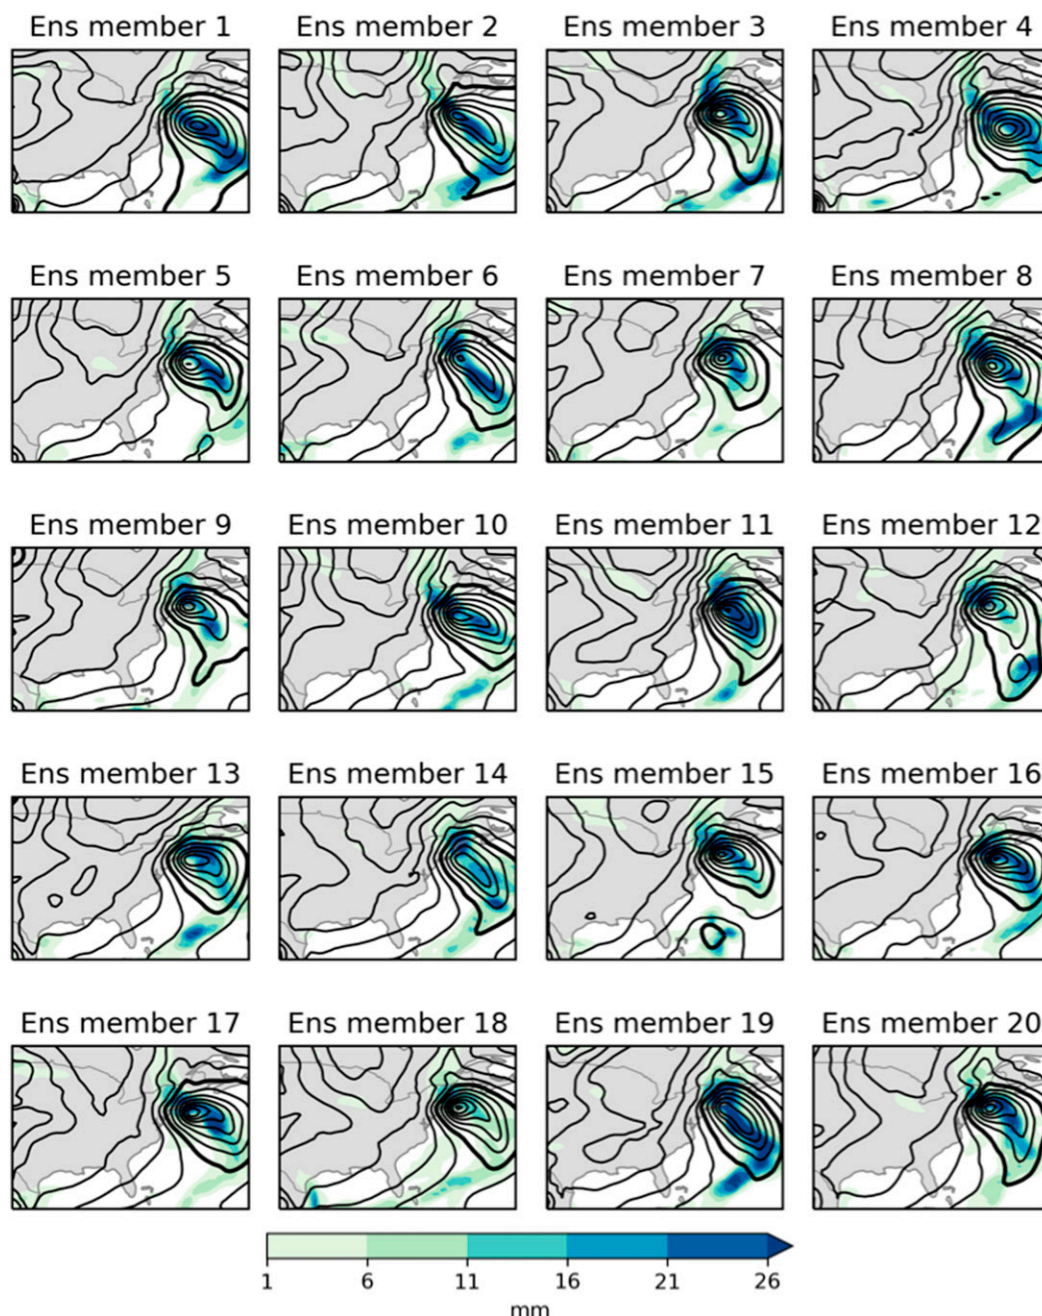 Ens member 1 Ens member 2 Ens member 3 Ens member 4
Ens member 5 Ens member 6 Ens member 7 Ens member 8
Ens member 9 Ens member 10 Ens member 11 Ens member 12
Ens member 13 Ens member 14 Ens member 15 Ens member 16
Ens member 17 Ens member 18 Ens member 19 Ens member 20
1 6 11 16 21 26
mm